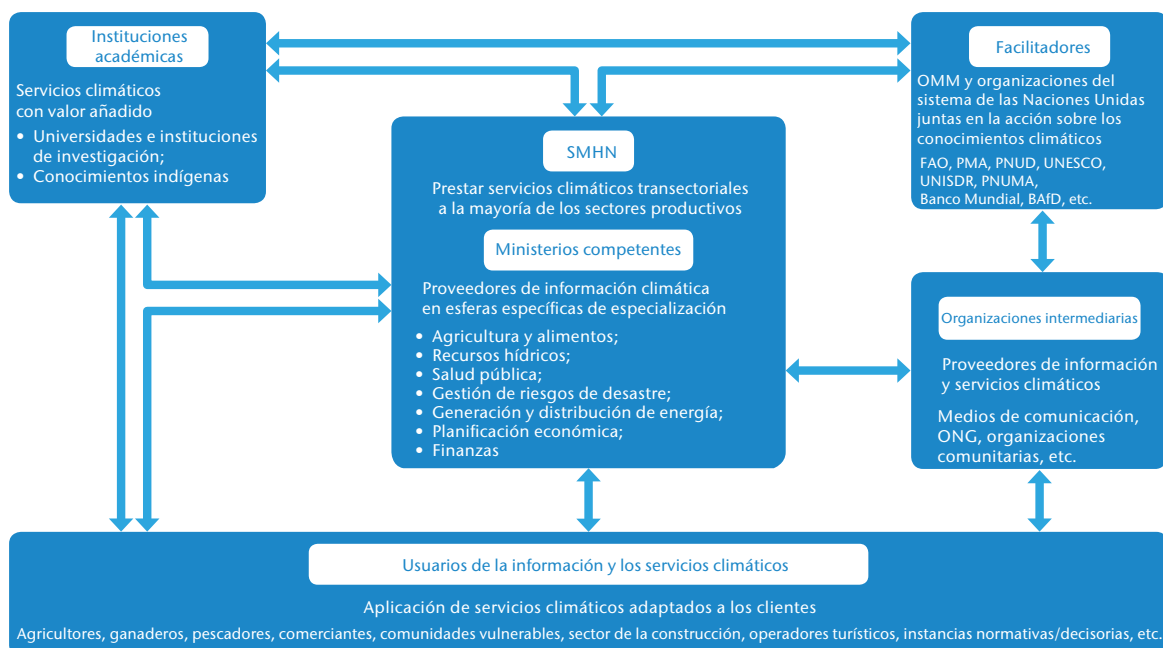 Instituciones
académicas
Servicios climáticos
con valor añadido
• Universidades e instituciones
de investigación;
• Conocimientos indígenas
Facilitadores
OMM y organizaciones del
sistema de las Naciones Unidas
juntas en la acción sobre los
conocimientos climáticos
FAO, PMA, PNUD, UNESCO,
UNISDR, PNUMA,
Banco Mundial, BAfD, etc.
SMHN
Prestar servicios climáticos transectoriales
a la mayoría de los sectores productivos
Ministerios competentes
Proveedores de información climática
en esferas específicas de especialización
• Agricultura y alimentos;
• Recursos hídricos;
• Salud pública;
• Gestión de riesgos de desastre;
• Generación y distribución de energía;
• Planificación económica;
• Finanzas
Organizaciones intermediarias
Proveedores de información
y servicios climáticos
Medios de comunicación,
ONG, organizaciones
comunitarias, etc.
Usuarios de la información y los servicios climáticos
Aplicación de servicios climáticos adaptados a los clientes
Agricultores, ganaderos, pescadores, comerciantes, comunidades vulnerables, sector de la construcción, operadores turísticos, instancias normativas/decisorias, etc.